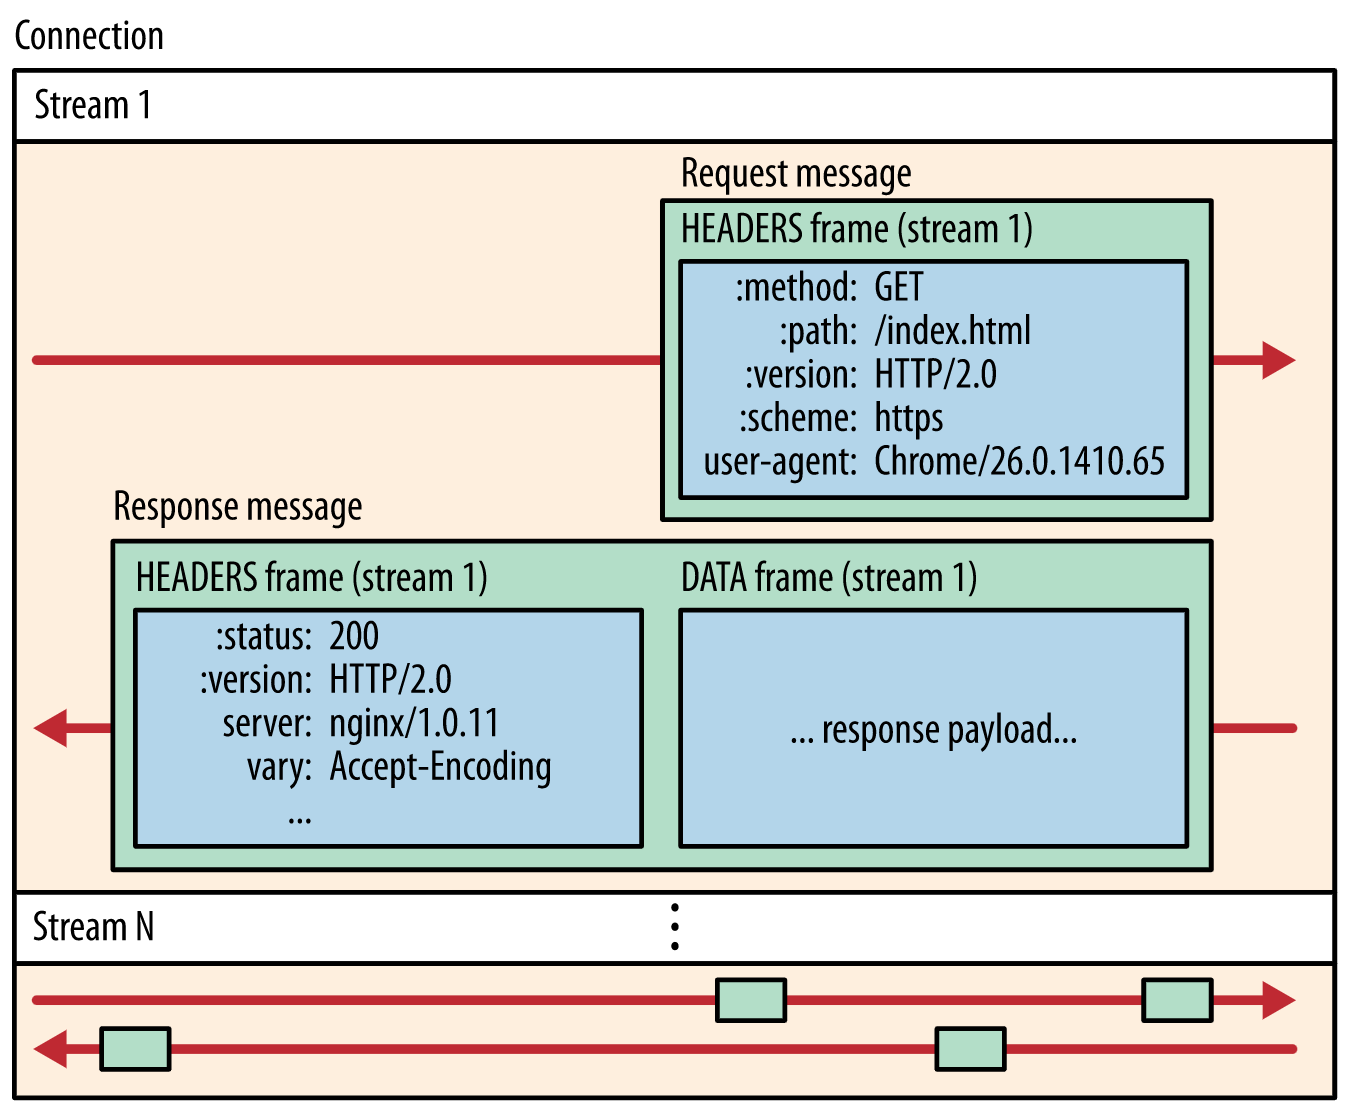 Connection
Stream 1
Request message
HEADERS frame (stream 1)
:method: GET
:path: /index.html
:version: HTTP/2.0
:scheme: https
user-agent: Chrome/26.0.1410.65
Response message
HEADERS frame (stream 1)
:status: 200
:version: HTTP/2.0
server: nginx/1.0.11
vary: Accept-Encoding
...
DATA frame (stream 1)
... response payload...
Stream N